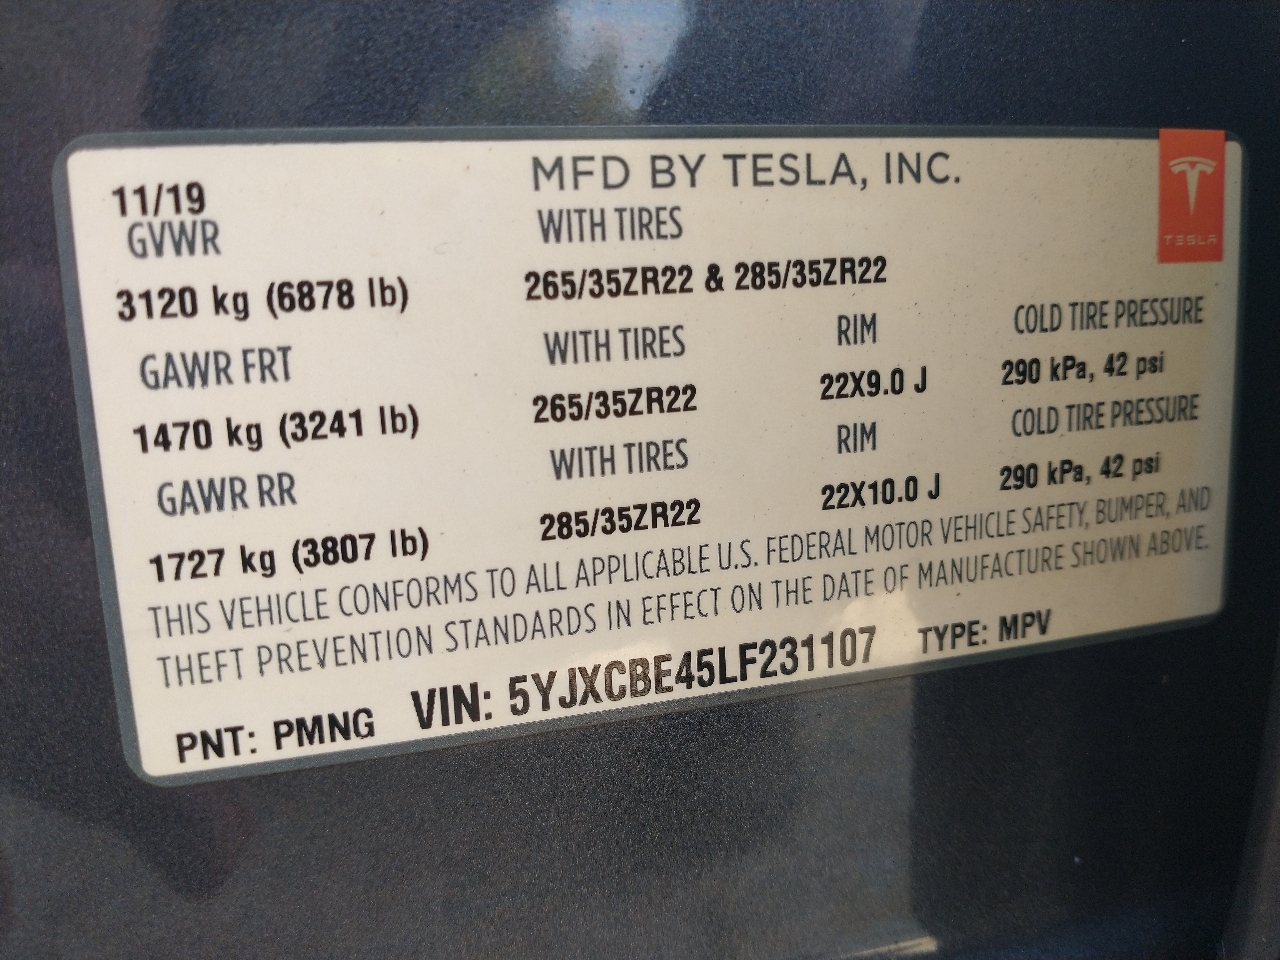 MFD BY TESLA, INC.
TESLA
11/19
GVWR WITH TIRES
3120 kg (6878 lb) 265/35ZR22 & 285/35ZR22
GAWR FRT WITH TIRES RIM COLD TIRE PRESSURE
1470 kg (3241 lb) 265/35ZR22 22X9.0 J 290 kPa, 42 psi
GAWR RR WITH TIRES RIM COLD TIRE PRESSURE
1727 kg (3807 lb) 285/35ZR22 22X10.0 J 290 kPa, 42 psi
THIS VEHICLE CONFORMS TO ALL APPLICABLE U.S. FEDERAL MOTOR VEHICLE SAFETY, BUMPER, AND
THEFT PREVENTION STANDARDS IN EFFECT ON THE DATE OF MANUFACTURE SHOWN ABOVE.
PNT: PMNG VIN: 5YJXCBE45LF231107 TYPE: MPV